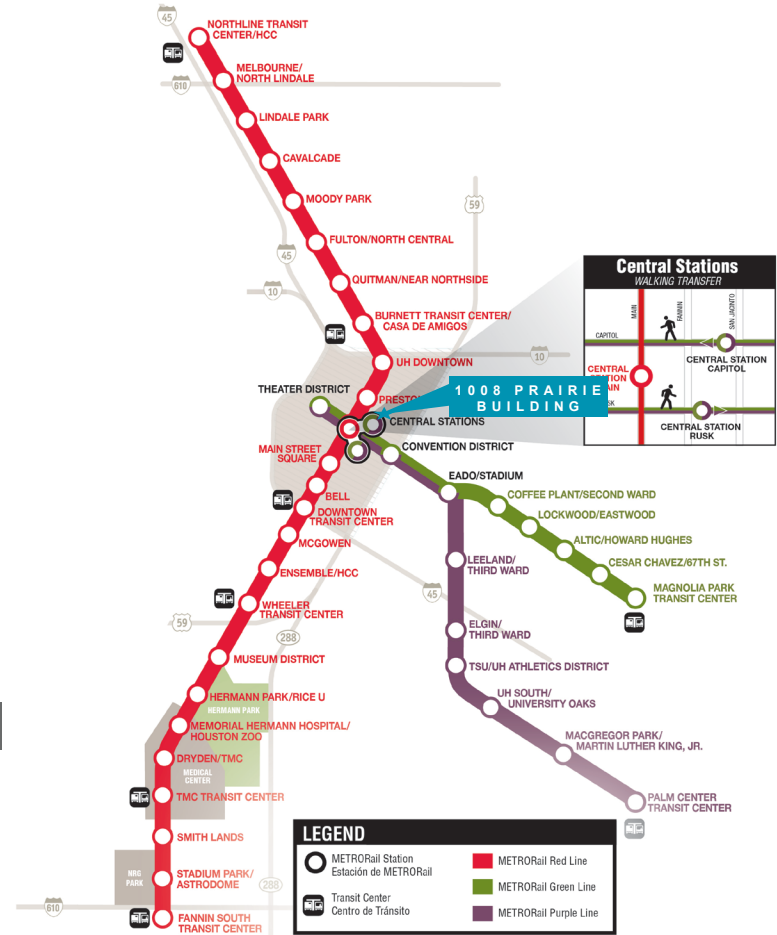 45
NORTHLINE TRANSIT
CENTER/HCC
MELBOURNE/
NORTH LINDALE
610
LINDALE PARK
CAVALCADE
MOODY PARK
59
FULTON/NORTH CENTRAL
45
QUITMAN/NEAR NORTHSIDE
10
BURNETT TRANSIT CENTER/
CASA DE AMIGOS
UH DOWNTOWN
10
Central Stations
WALKING TRANSFER
MAIN
FANNIN
SAN JACINTO
CAPITOL
CENTRAL STATION
CAPITOL
CENTRAL
CENTRAL STATION
RUSK
THEATER DISTRICT
1008 PRAIRIE
BUILDING
CENTRAL STATIONS
CONVENTION DISTRICT
MAIN STREET
SQUARE
EADO/STADIUM
BELL
COFFEE PLANT/SECOND WARD
DOWNTOWN
TRANSIT CENTER
LOCKWOOD/EASTWOOD
MCGOWEN
ALTIC/HOWARD HUGHES
ENSEMBLE/HCC
LEELAND/
THIRD WARD
CESAR CHAVEZ/67TH ST.
45
MAGNOLIA PARK
TRANSIT CENTER
WHEELER
TRANSIT CENTER
59
288
ELGIN/
THIRD WARD
MUSEUM DISTRICT
TSU/UH ATHLETICS DISTRICT
HERMANN PARK/RICE U
HERMANN PARK
UH SOUTH/
UNIVERSITY OAKS
MEMORIAL HERMANN HOSPITAL/
HOUSTON ZOO
MACGREGOR PARK/
MARTIN LUTHER KING, JR.
DRYDEN/TMC
MEDICAL
CENTER
TMC TRANSIT CENTER
PALM CENTER
TRANSIT CENTER
SMITH LANDS
NRG
PARK
STADIUM PARK/
ASTRODOME
288
610
FANNIN SOUTH
TRANSIT CENTER
LEGEND
METRORail Station
Estación de METRORail
Transit Center
Centro de Tránsito
METRORail Red Line
METRORail Green Line
METRORail Purple Line